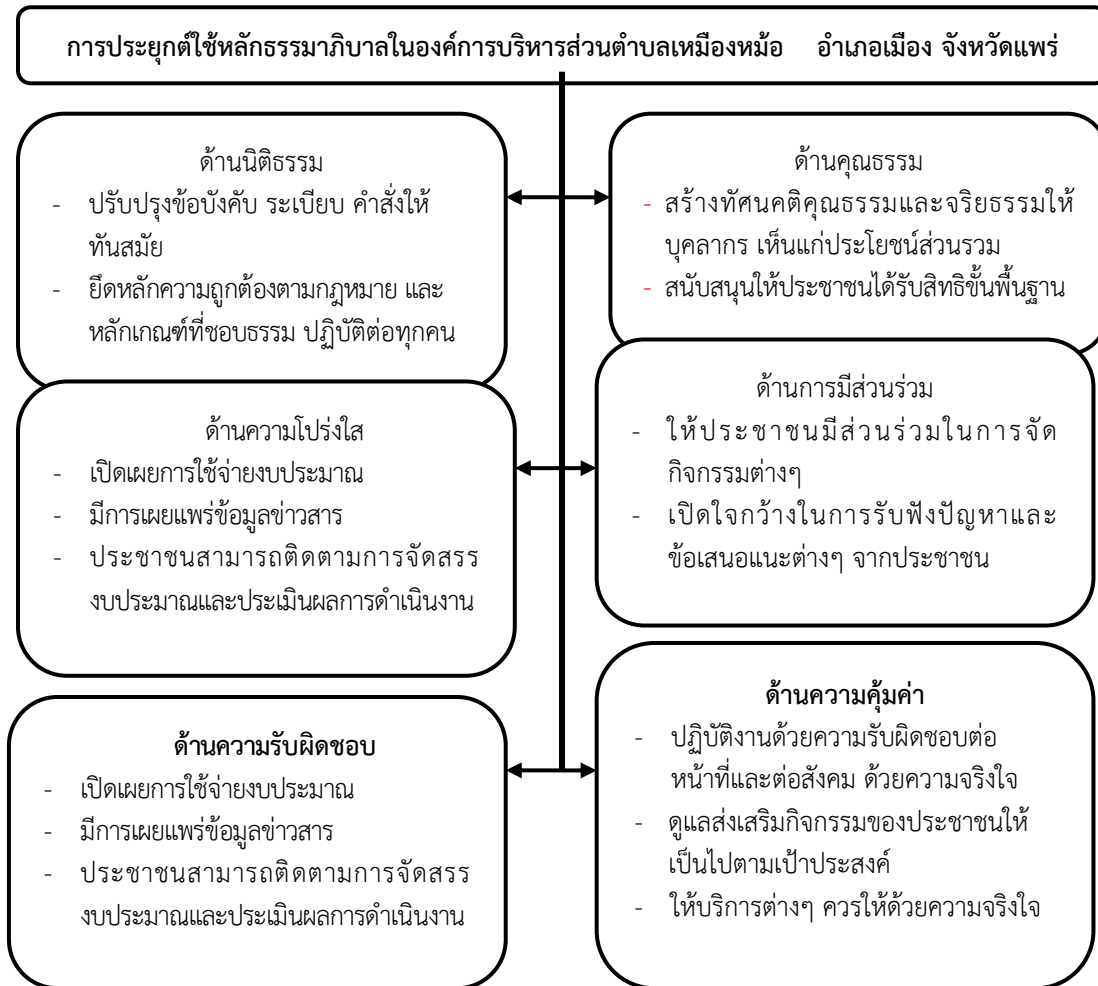 การประยุกต์ใช้หลักธรรมาภิบาลในองค์การบริหารส่วนตำบลเหมืองหม้อ อำเภอเมือง จังหวัดแพร่
ด้านนิติธรรม
- ปรับปรุงข้อบังคับ ระเบียบ คำสั่งให้
ทันสมัย
- ยึดหลักความถูกต้องตามกฎหมาย และ
หลักเกณฑ์ที่ชอบธรรม ปฏิบัติต่อทุกคน
ด้านคุณธรรม
- สร้างทัศนคติคุณธรรมและจริยธรรมให้
บุคลากร เห็นแก่ประโยชน์ส่วนรวม
- สนับสนุนให้ประชาชนได้รับสิทธิขั้นพื้นฐาน
ด้านความโปร่งใส
- เปิดเผยการใช้จ่ายงบประมาณ
- มีการเผยแพร่ข้อมูลข่าวสาร
- ประชาชนสามารถติดตามการจัดสรร
งบประมาณและประเมินผลการดำเนินงาน
ด้านการมีส่วนร่วม
- ให้ประชาชนมีส่วนร่วมในการจัด
กิจกรรมต่างๆ
- เปิดใจกว้างในการรับฟังปัญหาและ
ข้อเสนอแนะต่างๆ จากประชาชน
ด้านความรับผิดชอบ
- เปิดเผยการใช้จ่ายงบประมาณ
- มีการเผยแพร่ข้อมูลข่าวสาร
- ประชาชนสามารถติดตามการจัดสรร
งบประมาณและประเมินผลการดำเนินงาน
ด้านความคุ้มค่า
- ปฏิบัติงานด้วยความรับผิดชอบต่อ
หน้าที่และต่อสังคม ด้วยความจริงใจ
- ดูแลส่งเสริมกิจกรรมของประชาชนให้
เป็นไปตามเป้าประสงค์
- ให้บริการต่างๆ ควรให้ด้วยความจริงใจ